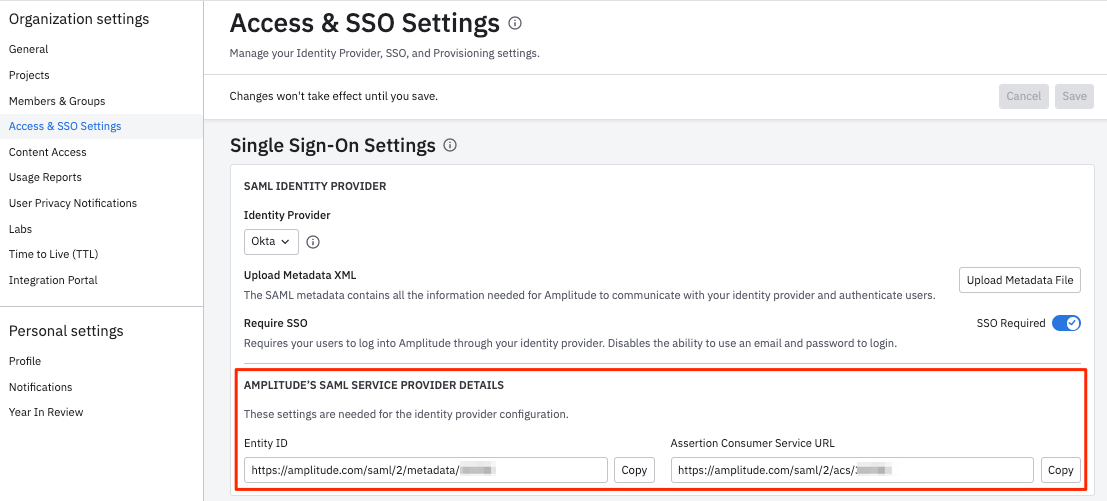 Organization settings
General
Projects
Members & Groups
Access & SSO Settings
Content Access
Usage Reports
User Privacy Notifications
Labs
Time to Live (TTL)
Integration Portal
Personal settings
Profile
Notifications
Year In Review
Access & SSO Settings
Manage your Identity Provider, SSO, and Provisioning settings.
Changes won't take effect until you save.
Cancel
Save
Single Sign-On Settings
SAML IDENTITY PROVIDER
Identity Provider
Okta
Upload Metadata XML
The SAML metadata contains all the information needed for Amplitude to communicate with your identity provider and authenticate users.
Upload Metadata File
Require SSO
Requires your users to log into Amplitude through your identity provider. Disables the ability to use an email and password to login.
SSO Required
AMPLITUDE'S SAML SERVICE PROVIDER DETAILS
These settings are needed for the identity provider configuration.
Entity ID
https://amplitude.com/saml/2/metadata/
Copy
Assertion Consumer Service URL
https://amplitude.com/saml/2/acs/
Copy